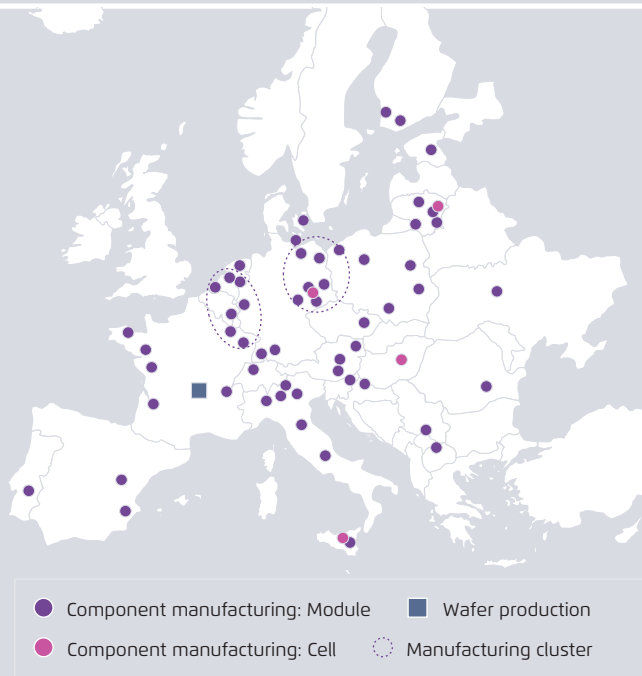 Component manufacturing: Module
Wafer production
Component manufacturing: Cell
Manufacturing cluster